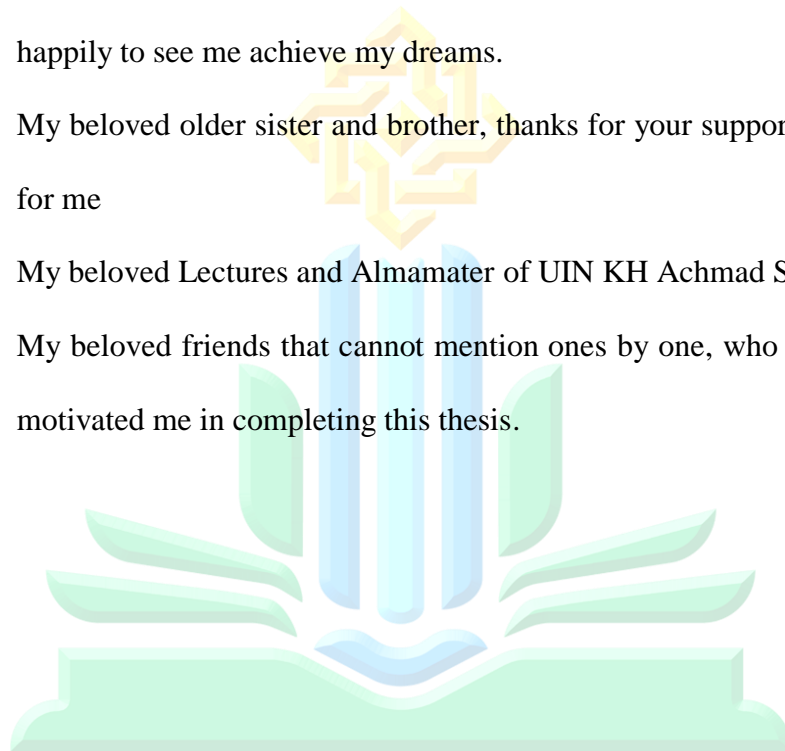 happily to see me achieve my dreams.
My beloved older sister and brother, thanks for your suppor
for me
My beloved Lectures and Almamater of UIN KH Achmad S
My beloved friends that cannot mention ones by one, who
motivated me in completing this thesis.